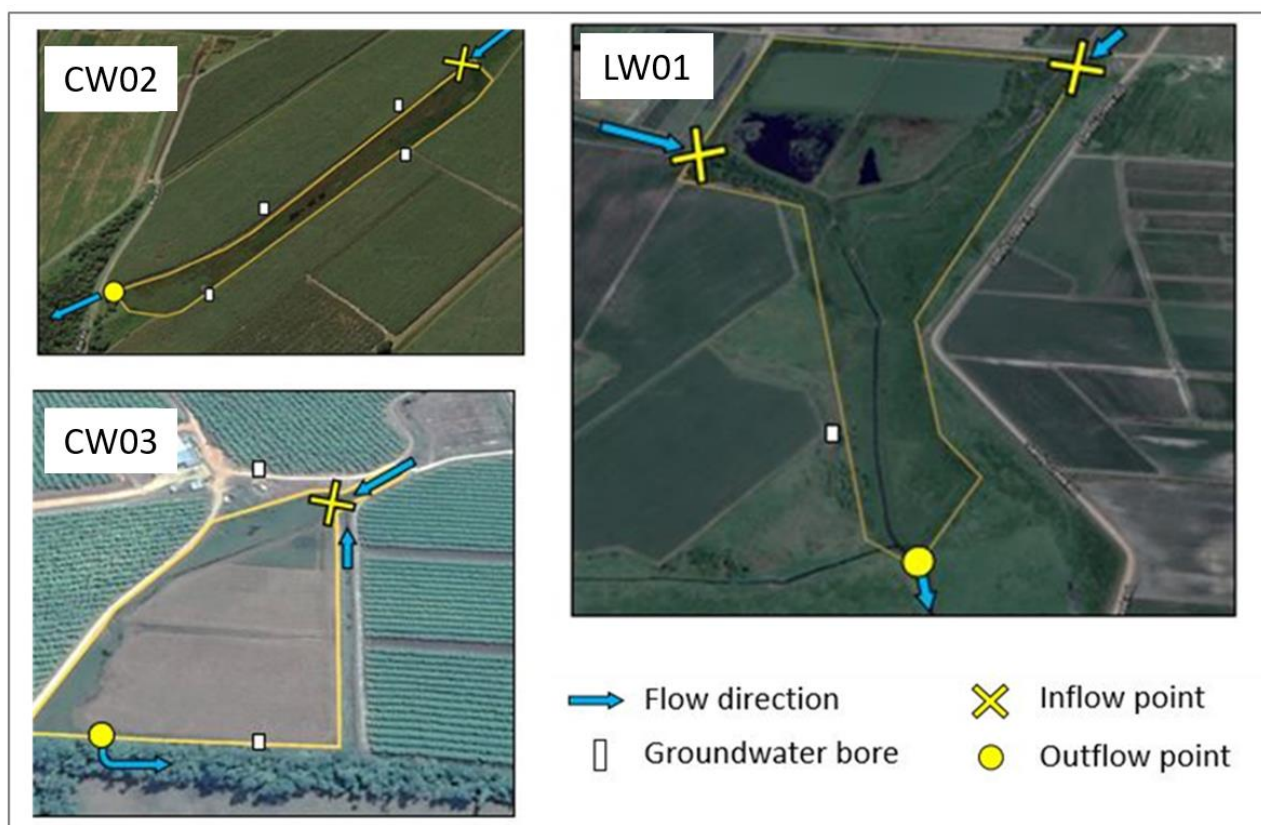 CW02
LW01
CW03
Flow direction
Inflow point
Groundwater bore
Outflow point